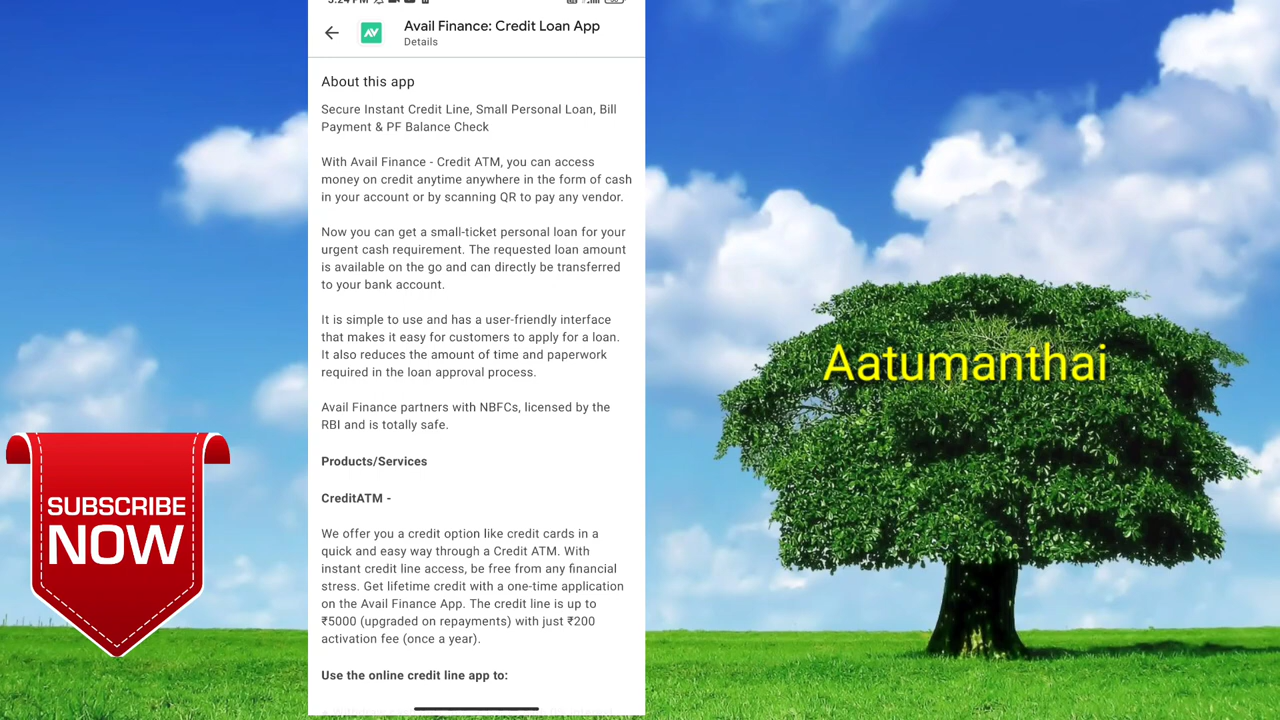 3:24 PM
Avail Finance: Credit Loan App
Details
About this app
Secure Instant Credit Line, Small Personal Loan, Bill
Payment & PF Balance Check
With Avail Finance - Credit ATM, you can access
money on credit anytime anywhere in the form of cash
in your account or by scanning QR to pay any vendor.
Now you can get a small-ticket personal loan for your
urgent cash requirement. The requested loan amount
is available on the go and can directly be transferred
to your bank account.
It is simple to use and has a user-friendly interface
that makes it easy for customers to apply for a loan.
It also reduces the amount of time and paperwork
required in the loan approval process.
Avail Finance partners with NBFCs, licensed by the
RBI and is totally safe.
Products/Services
CreditATM -
We offer you a credit option like credit cards in a
quick and easy way through a Credit ATM. With
instant credit line access, be free from any financial
stress. Get lifetime credit with a one-time application
on the Avail Finance App. The credit line is up to
₹5000 (upgraded on repayments) with just ₹200
activation fee (once a year).
Use the online credit line app to:
SUBSCRIBE
NOW
Aatumanthai